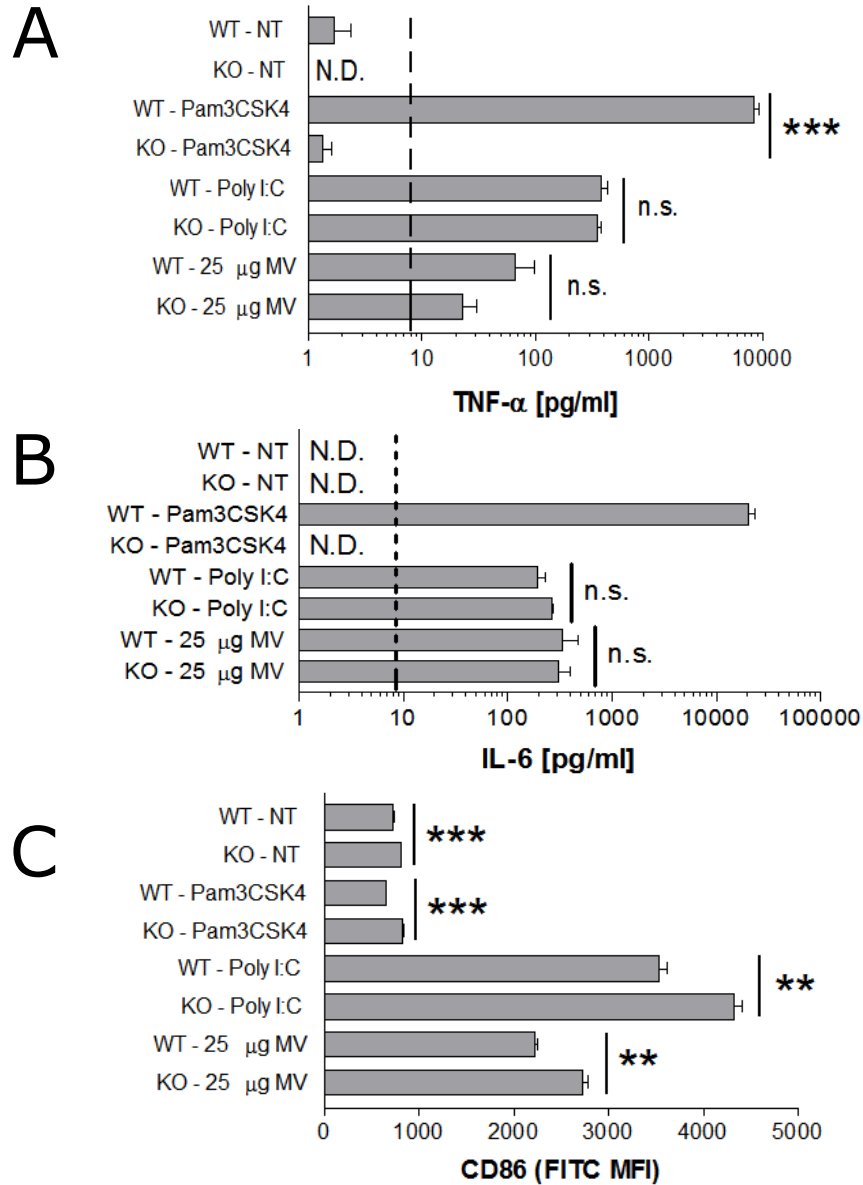 A
WT - NT
KO - NT N.D.
WT - Pam3CSK4
***
KO - Pam3CSK4
WT - Poly I:C
n.s.
KO - Poly I:C
WT - 25 μg MV
n.s.
KO - 25 μg MV
1 10 100 1000 10000
TNF-α [pg/ml]
B
WT - NT N.D.
KO - NT N.D.
WT - Pam3CSK4
KO - Pam3CSK4 N.D.
WT - Poly I:C
n.s.
KO - Poly I:C
WT - 25 μg MV
n.s.
KO - 25 μg MV
1 10 100 1000 10000 100000
IL-6 [pg/ml]
C
WT - NT
***
KO - NT
WT - Pam3CSK4
***
KO - Pam3CSK4
WT - Poly I:C
**
KO - Poly I:C
WT - 25 μg MV
**
KO - 25 μg MV
0 1000 2000 3000 4000 5000
CD86 (FITC MFI)